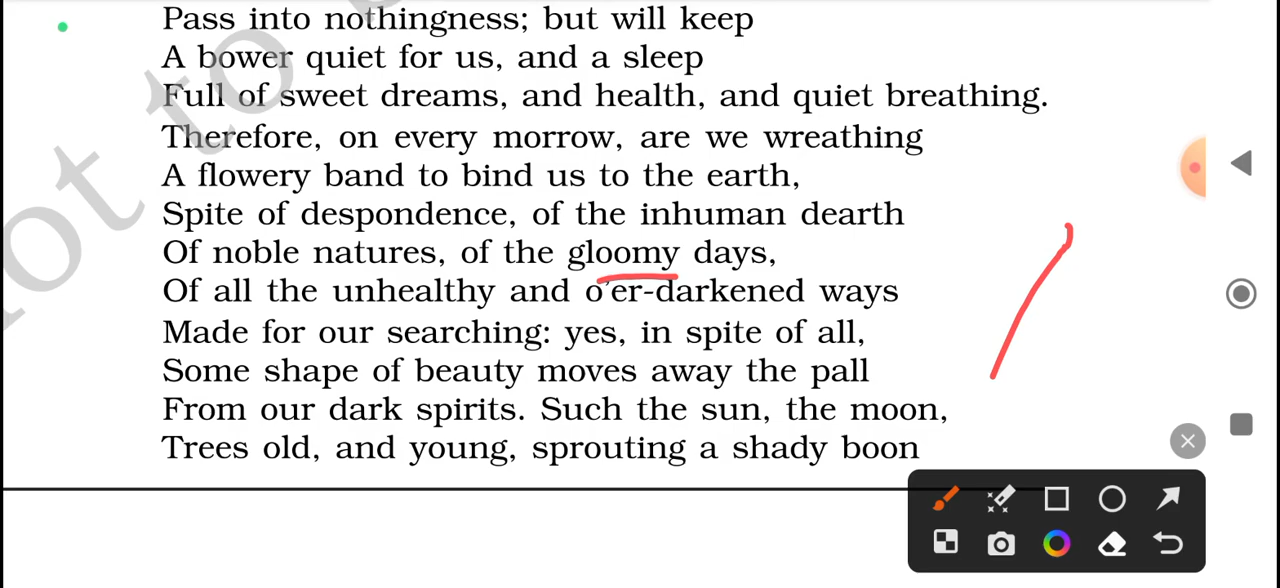 Pass into nothingness; but will keep
A bower quiet for us, and a sleep
Full of sweet dreams, and health, and quiet breathing.
Therefore, on every morrow, are we wreathing
A flowery band to bind us to the earth,
Spite of despondence, of the inhuman dearth
Of noble natures, of the gloomy days,
Of all the unhealthy and o'er-darkened ways
Made for our searching: yes, in spite of all,
Some shape of beauty moves away the pall
From our dark spirits. Such the sun, the moon,
Trees old, and young, sprouting a shady boon
not to